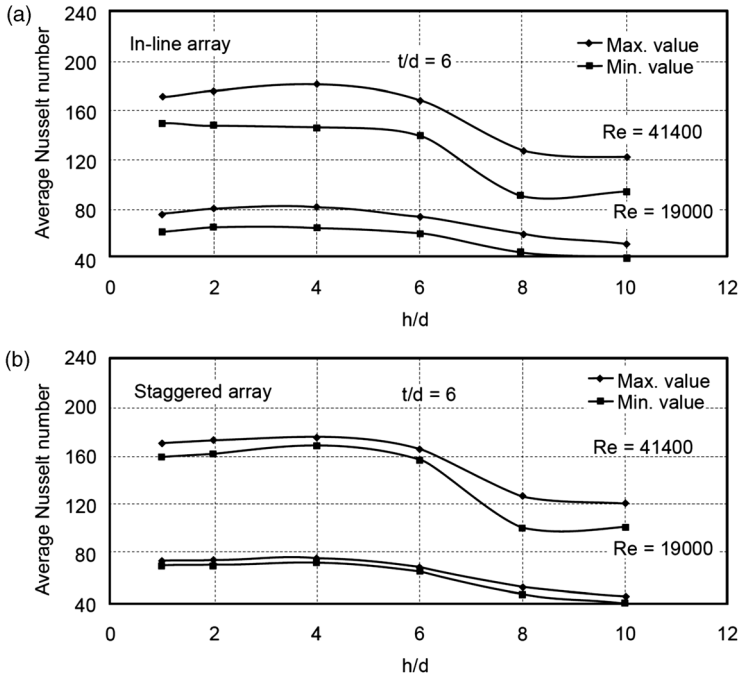 (a)
240
200
160
120
80
40
Average Nusselt number
In-line array
t/d = 6
Max. value
Min. value
Re = 41400
Re = 19000
0 2 4 6 8 10 12
h/d
(b)
240
200
160
120
80
40
Average Nusselt number
Staggered array
t/d = 6
Max. value
Min. value
Re = 41400
Re = 19000
0 2 4 6 8 10 12
h/d